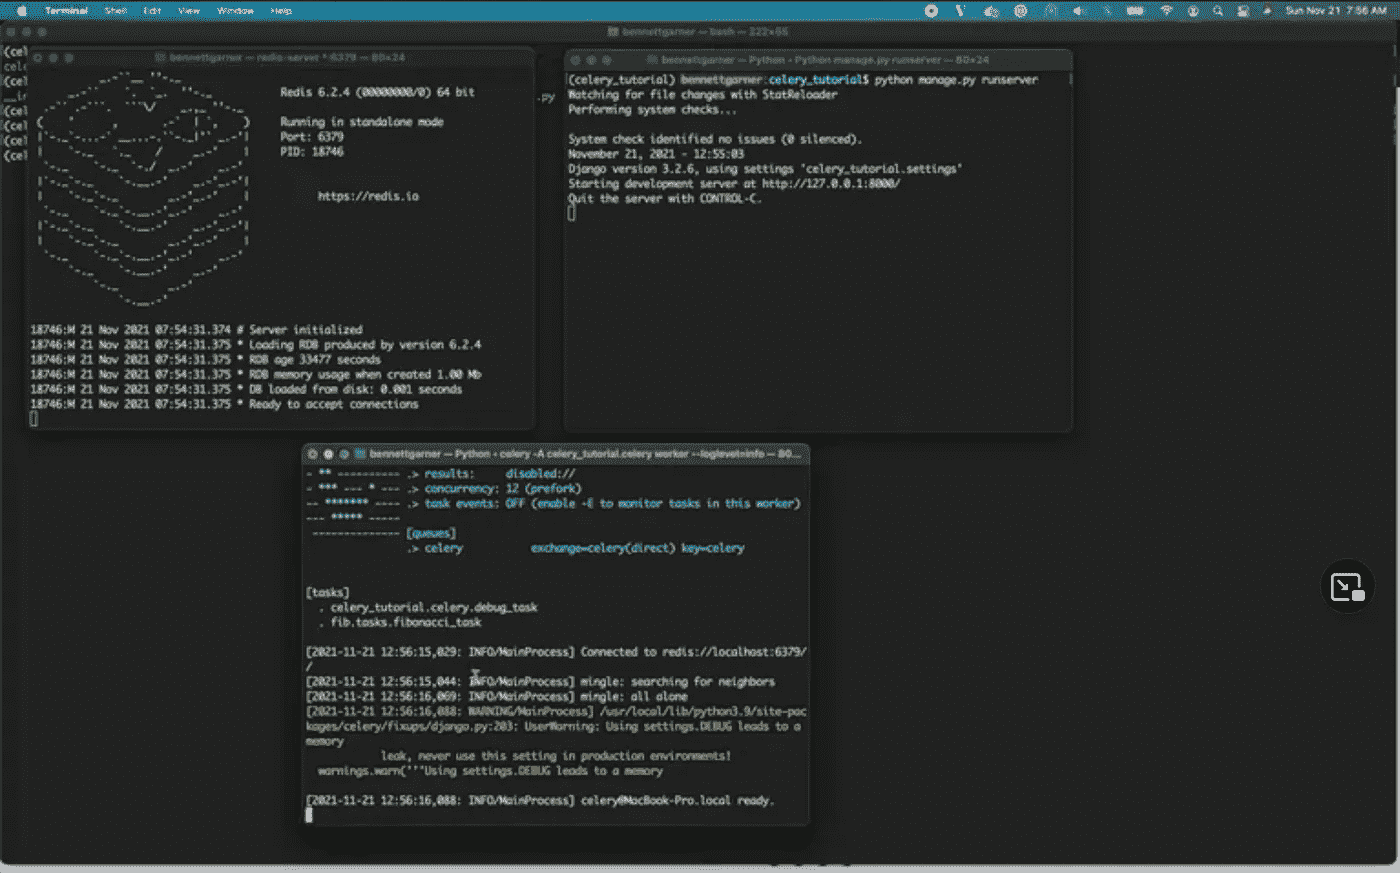 Terminal Shell Edit View Window Help
Sun Nov 21 7:56 AM
bennettgarner — bash — 222×65
(cel
cele
(cel
__in
(cel
(cel
(cel
.py
bennettgarner — redis-server *:6379 — 80×24
Redis 6.2.4 (00000000/0) 64 bit
Running in standalone mode
Port: 6379
PID: 18746
https://redis.io
18746:M 21 Nov 2021 07:54:31.374 # Server initialized
18746:M 21 Nov 2021 07:54:31.375 * Loading RDB produced by version 6.2.4
18746:M 21 Nov 2021 07:54:31.375 * RDB age 33477 seconds
18746:M 21 Nov 2021 07:54:31.375 * RDB memory usage when created 1.00 Mb
18746:M 21 Nov 2021 07:54:31.375 * DB loaded from disk: 0.001 seconds
18746:M 21 Nov 2021 07:54:31.375 * Ready to accept connections
bennettgarner — Python - Python manage.py runserver — 80×24
(celery_tutorial) bennettgarner:celery_tutorial$ python manage.py runserver
Watching for file changes with StatReloader
Performing system checks...
System check identified no issues (0 silenced).
November 21, 2021 - 12:55:03
Django version 3.2.6, using settings 'celery_tutorial.settings'
Starting development server at http://127.0.0.1:8000/
Quit the server with CONTROL-C.
bennettgarner — Python - celery -A celery_tutorial.celery worker --loglevel=info — 80...
- ** ---------- .> results: disabled://
- *** --- * --- .> concurrency: 12 (prefork)
-- ******* ---- .> task events: OFF (enable -E to monitor tasks in this worker)
--- ***** -----
-------------- [queues]
.> celery exchange=celery(direct) key=celery
[tasks]
. celery_tutorial.celery.debug_task
. fib.tasks.fibonacci_task
[2021-11-21 12:56:15,029: INFO/MainProcess] Connected to redis://localhost:6379/
/
[2021-11-21 12:56:15,044: INFO/MainProcess] mingle: searching for neighbors
[2021-11-21 12:56:16,069: INFO/MainProcess] mingle: all alone
[2021-11-21 12:56:16,088: WARNING/MainProcess] /usr/local/lib/python3.9/site-pac
kages/celery/fixups/django.py:203: UserWarning: Using settings.DEBUG leads to a
memory
leak, never use this setting in production environments!
warnings.warn('''Using settings.DEBUG leads to a memory
[2021-11-21 12:56:16,088: INFO/MainProcess] celery@MacBook-Pro.local ready.